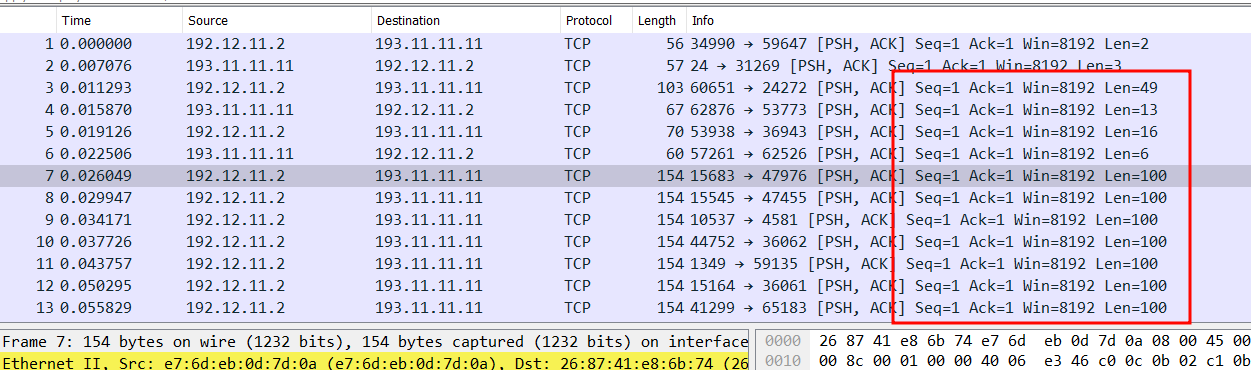 Time Source Destination Protocol Length Info
1 0.000000 192.12.11.2 193.11.11.11 TCP 56 34990 → 59647 [PSH, ACK] Seq=1 Ack=1 Win=8192 Len=2
2 0.007076 193.11.11.11 192.12.11.2 TCP 57 24 → 31269 [PSH, ACK] Seq=1 Ack=1 Win=8192 Len=3
3 0.011293 192.12.11.2 193.11.11.11 TCP 103 60651 → 24272 [PSH, ACK] Seq=1 Ack=1 Win=8192 Len=49
4 0.015870 193.11.11.11 192.12.11.2 TCP 67 62876 → 53773 [PSH, ACK] Seq=1 Ack=1 Win=8192 Len=13
5 0.019126 192.12.11.2 193.11.11.11 TCP 70 53938 → 36943 [PSH, ACK] Seq=1 Ack=1 Win=8192 Len=16
6 0.022506 193.11.11.11 192.12.11.2 TCP 60 57261 → 62526 [PSH, ACK] Seq=1 Ack=1 Win=8192 Len=6
7 0.026049 192.12.11.2 193.11.11.11 TCP 154 15683 → 47976 [PSH, ACK] Seq=1 Ack=1 Win=8192 Len=100
8 0.029947 192.12.11.2 193.11.11.11 TCP 154 15545 → 47455 [PSH, ACK] Seq=1 Ack=1 Win=8192 Len=100
9 0.034171 192.12.11.2 193.11.11.11 TCP 154 10537 → 4581 [PSH, ACK] Seq=1 Ack=1 Win=8192 Len=100
10 0.037726 192.12.11.2 193.11.11.11 TCP 154 44752 → 36062 [PSH, ACK] Seq=1 Ack=1 Win=8192 Len=100
11 0.043757 192.12.11.2 193.11.11.11 TCP 154 1349 → 59135 [PSH, ACK] Seq=1 Ack=1 Win=8192 Len=100
12 0.050295 192.12.11.2 193.11.11.11 TCP 154 15164 → 36061 [PSH, ACK] Seq=1 Ack=1 Win=8192 Len=100
13 0.055829 192.12.11.2 193.11.11.11 TCP 154 41299 → 65183 [PSH, ACK] Seq=1 Ack=1 Win=8192 Len=100
Frame 7: 154 bytes on wire (1232 bits), 154 bytes captured (1232 bits) on interface
Ethernet II, Src: e7:6d:eb:0d:7d:0a (e7:6d:eb:0d:7d:0a), Dst: 26:87:41:e8:6b:74 (26
0000 26 87 41 e8 6b 74 e7 6d eb 0d 7d 0a 08 00 45 00
0010 00 8c 00 01 00 00 40 06 e3 46 c0 0c 0b 02 c1 0b